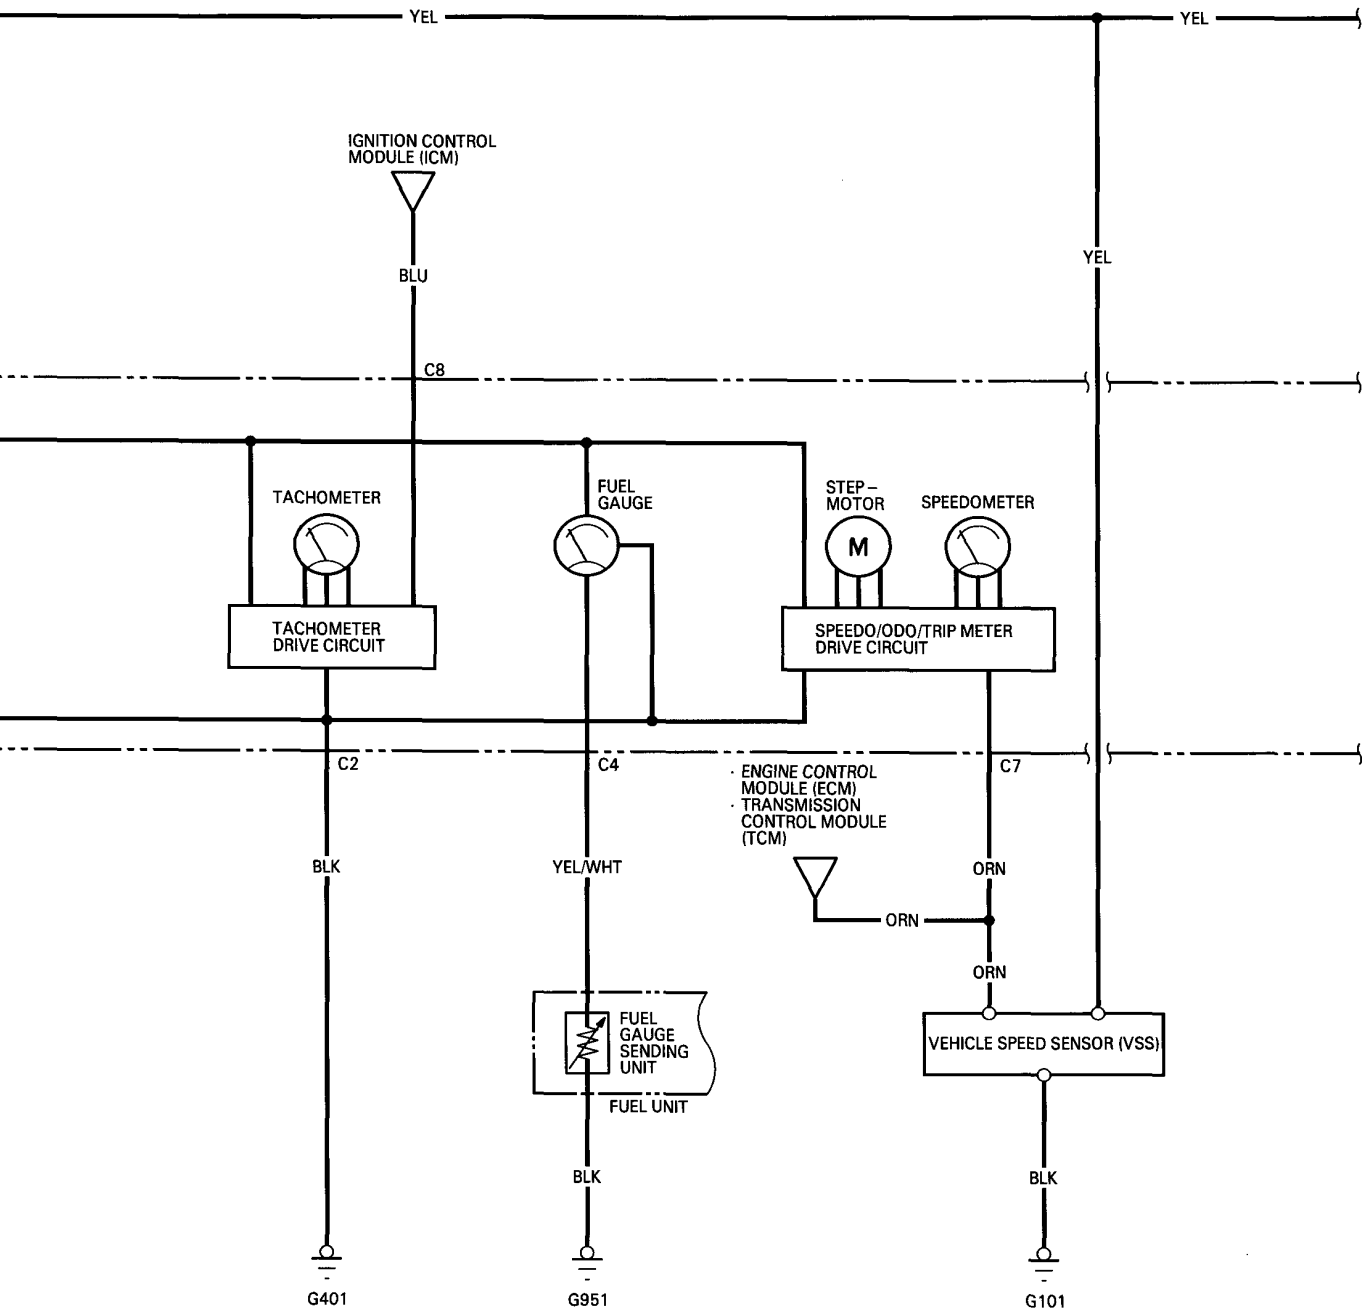 YEL
YEL
IGNITION CONTROL
MODULE (ICM)
BLU
YEL
C8
TACHOMETER
FUEL
GAUGE
STEP–
MOTOR
SPEEDOMETER
M
TACHOMETER
DRIVE CIRCUIT
SPEEDO/ODO/TRIP METER
DRIVE CIRCUIT
C2
C4
C7
· ENGINE CONTROL
MODULE (ECM)
· TRANSMISSION
CONTROL MODULE
(TCM)
BLK
YEL/WHT
ORN
ORN
ORN
FUEL
GAUGE
SENDING
UNIT
VEHICLE SPEED SENSOR (VSS)
FUEL UNIT
BLK
BLK
G401
G951
G101